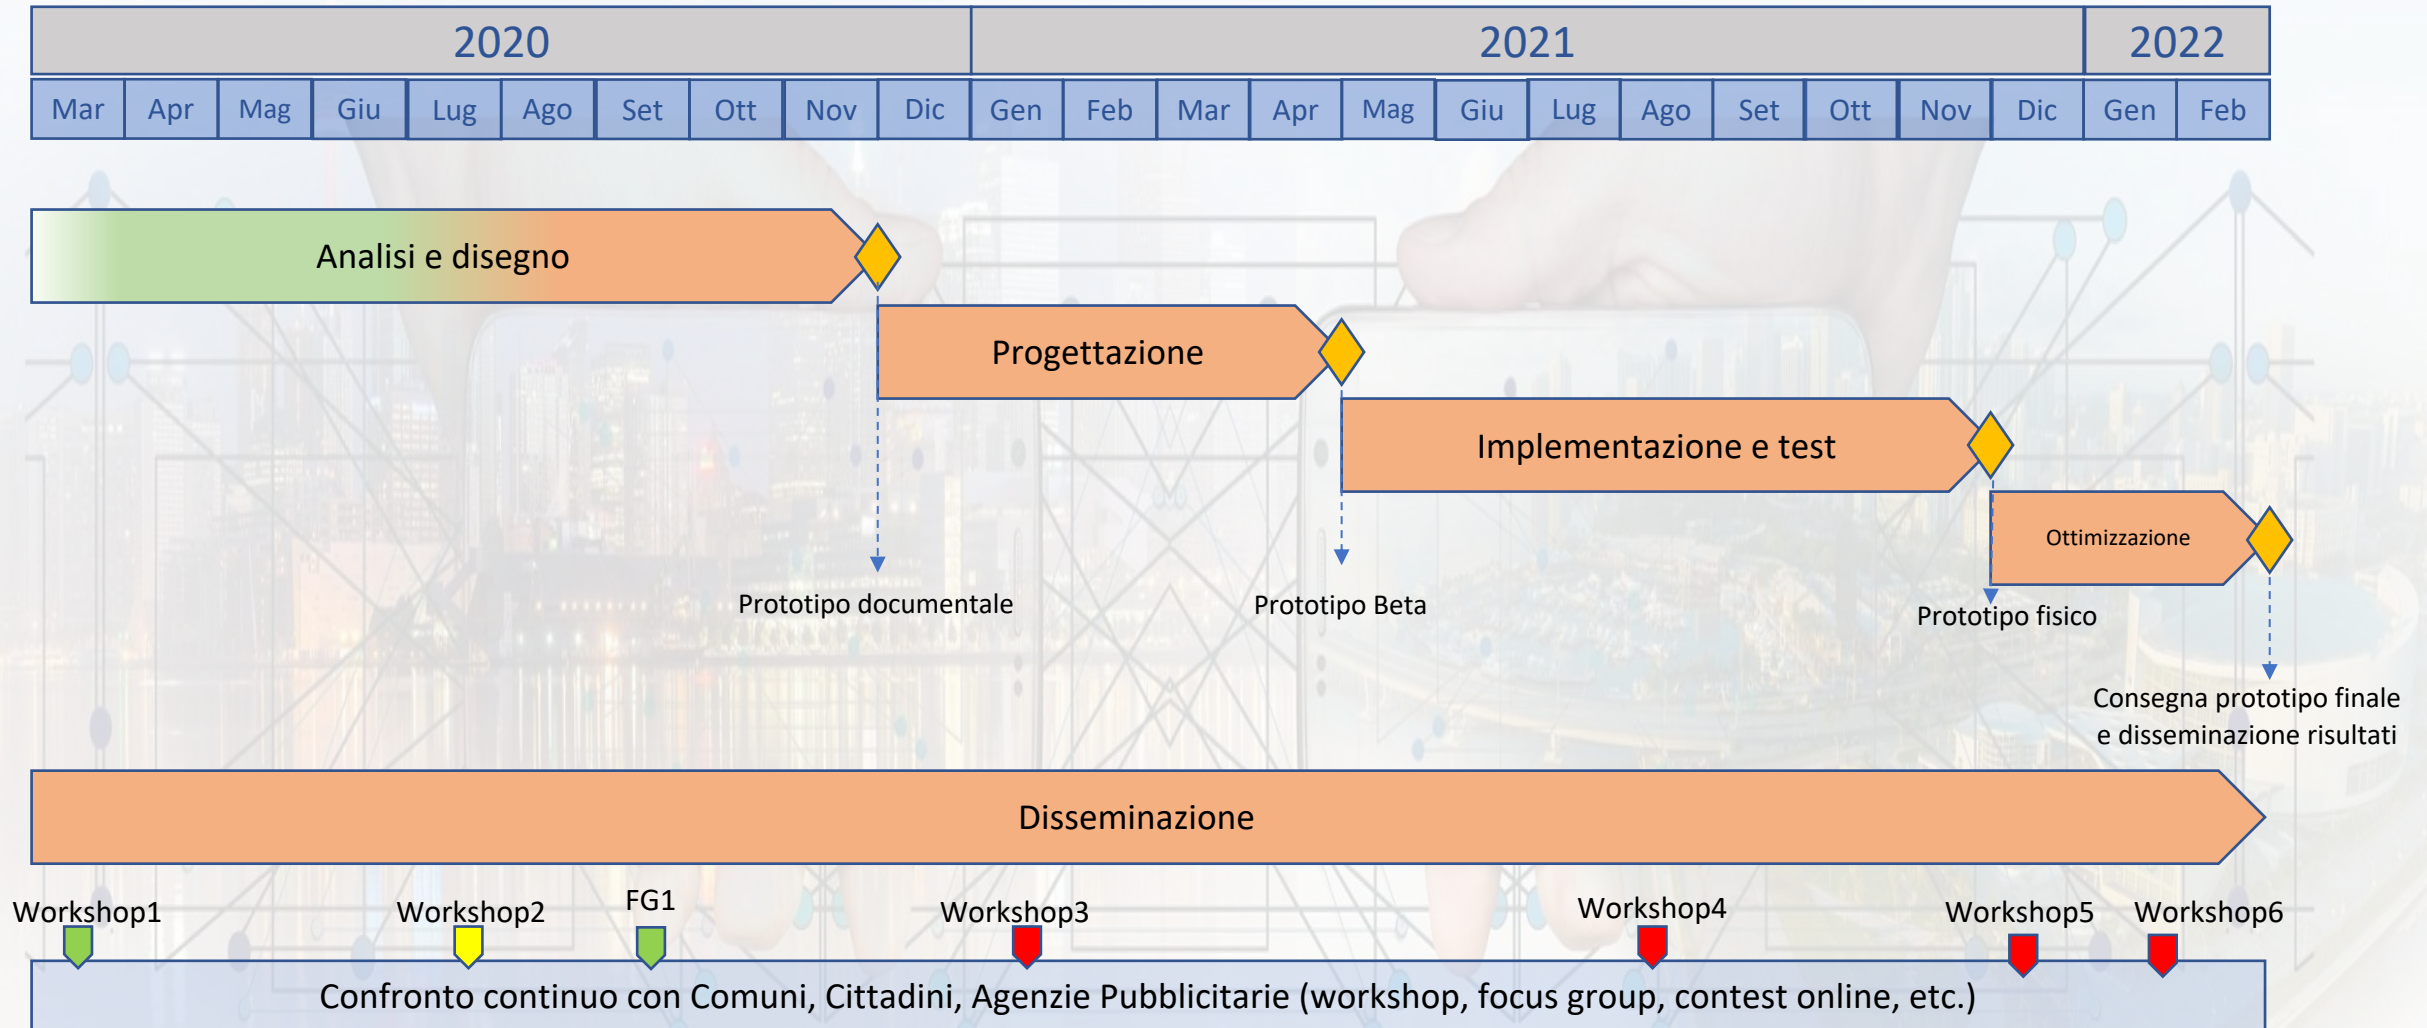 2020 2021 2022
Mar Apr Mag Giu Lug Ago Set Ott Nov Dic Gen Feb Mar Apr Mag Giu Lug Ago Set Ott Nov Dic Gen Feb
Analisi e disegno
Progettazione
Implementazione e test
Ottimizzazione
Prototipo documentale
Prototipo Beta
Prototipo fisico
Consegna prototipo finale
e disseminazione risultati
Disseminazione
Workshop1 Workshop2 FG1 Workshop3 Workshop4 Workshop5 Workshop6
Confronto continuo con Comuni, Cittadini, Agenzie Pubblicitarie (workshop, focus group, contest online, etc.)